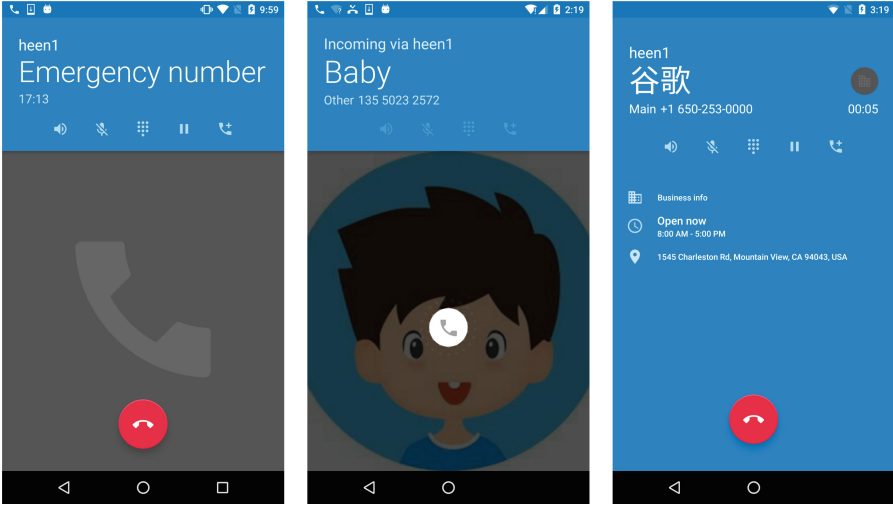 9:59
heen1
Emergency number
17:13
2:19
Incoming via heen1
Baby
Other 135 5023 2572
3:19
heen1
谷歌
Main +1 650-253-0000
00:05
Business info
Open now
8:00 AM - 5:00 PM
1545 Charleston Rd, Mountain View, CA 94043, USA